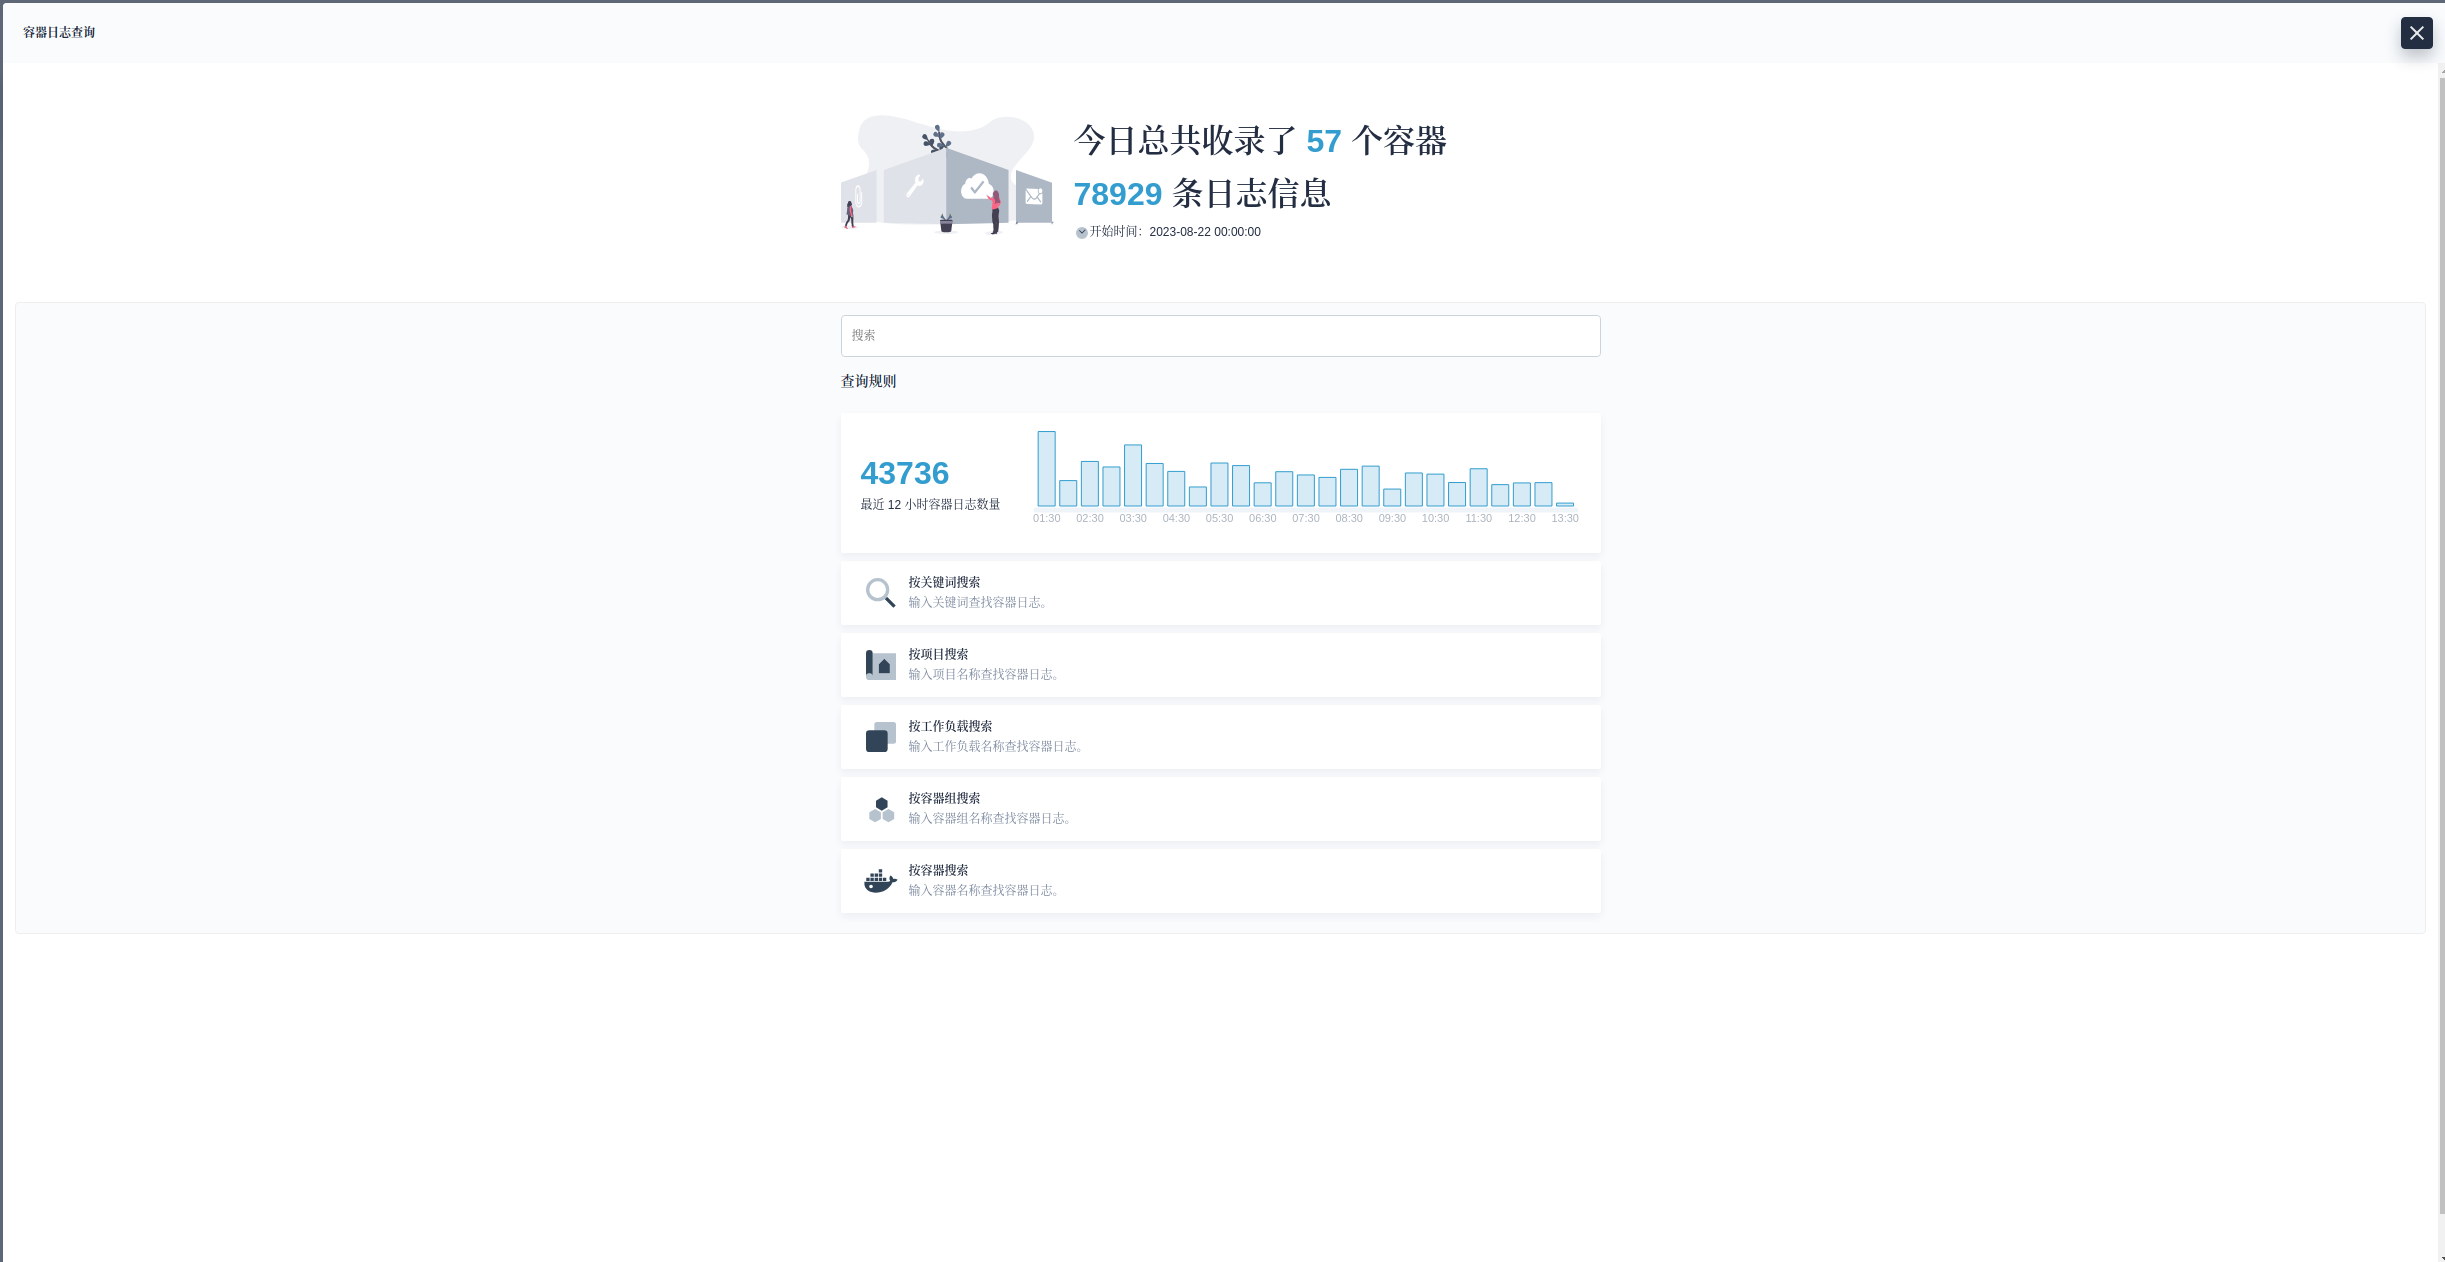 容器日志查询
今日总共收录了 57 个容器
78929 条日志信息
开始时间：2023-08-22 00:00:00
搜索
查询规则
43736
最近 12 小时容器日志数量
01:30 02:30 03:30 04:30 05:30 06:30 07:30 08:30 09:30 10:30 11:30 12:30 13:30
按关键词搜索
输入关键词查找容器日志。
按项目搜索
输入项目名称查找容器日志。
按工作负载搜索
输入工作负载名称查找容器日志。
按容器组搜索
输入容器组名称查找容器日志。
按容器搜索
输入容器名称查找容器日志。